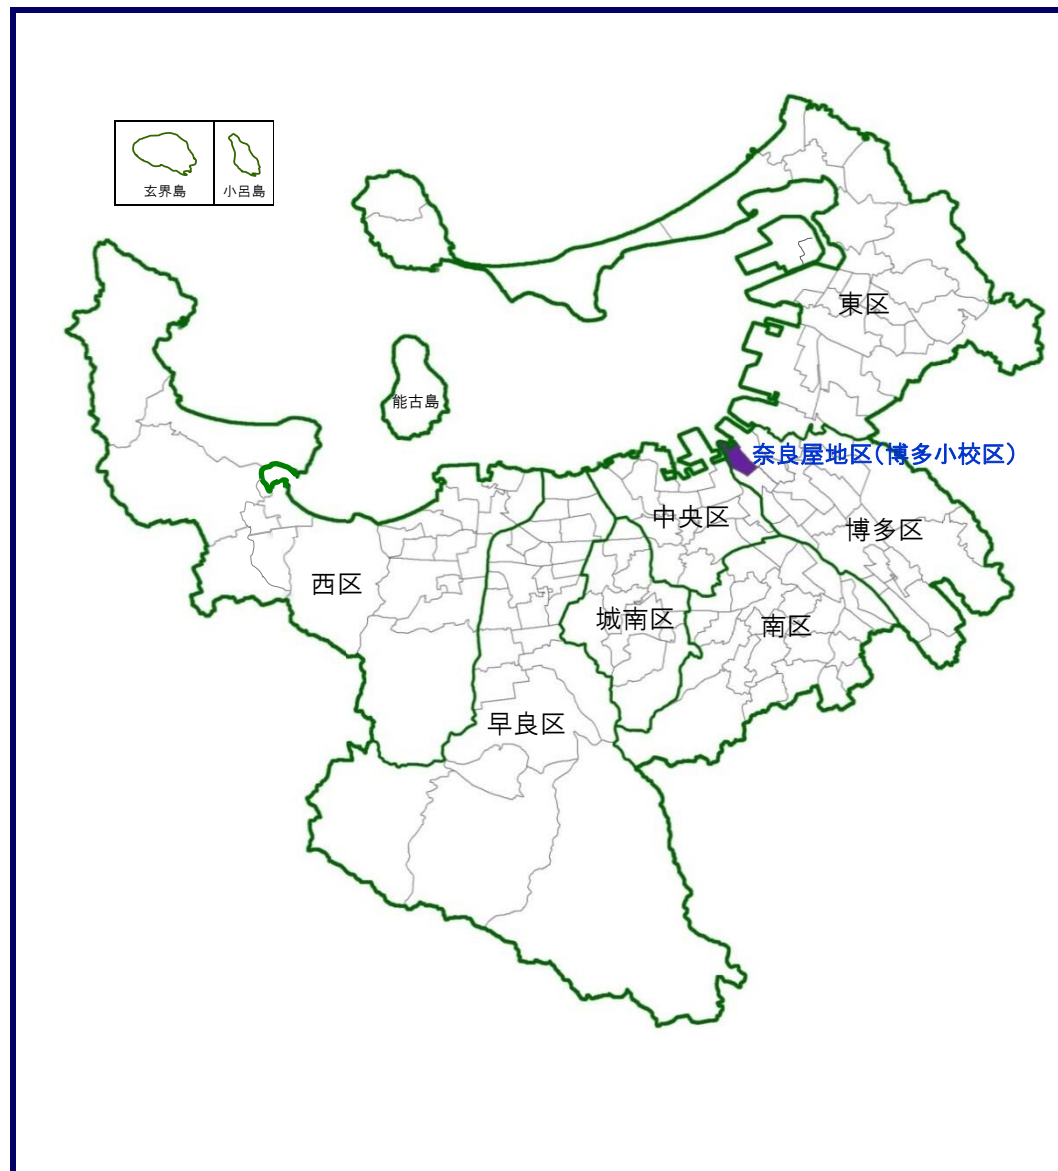 玄界島
小呂島
東区
能古島
奈良屋地区(博多小校区)
中央区
博多区
西区
城南区
南区
早良区